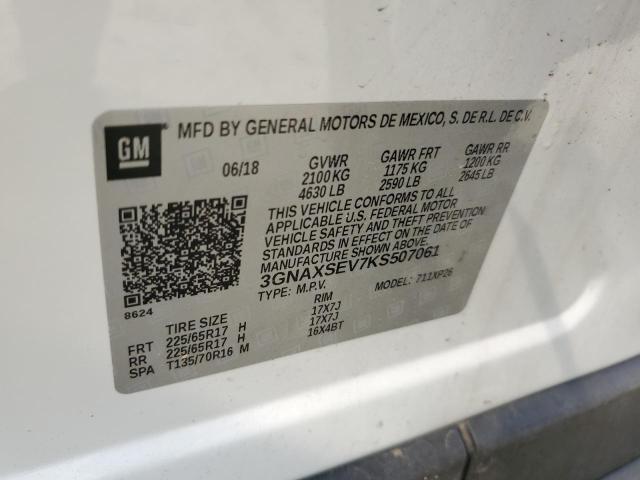 GM
® MFD BY GENERAL MOTORS DE MEXICO, S. DE R.L. DE C.V.
06/18 GVWR GAWR FRT GAWR RR
2100 KG 1175 KG 1200 KG
4630 LB 2590 LB 2645 LB
THIS VEHICLE CONFORMS TO ALL
APPLICABLE U.S. FEDERAL MOTOR
VEHICLE SAFETY AND THEFT PREVENTION
STANDARDS IN EFFECT ON THE DATE OF
MANUFACTURE SHOWN ABOVE.
3GNAXSEV7KS507061
TYPE: M.P.V. MODEL: 711XP26
8624
TIRE SIZE RIM
FRT 225/65R17 H 17X7J
RR 225/65R17 H 17X7J
SPA T135/70R16 M 16X4BT